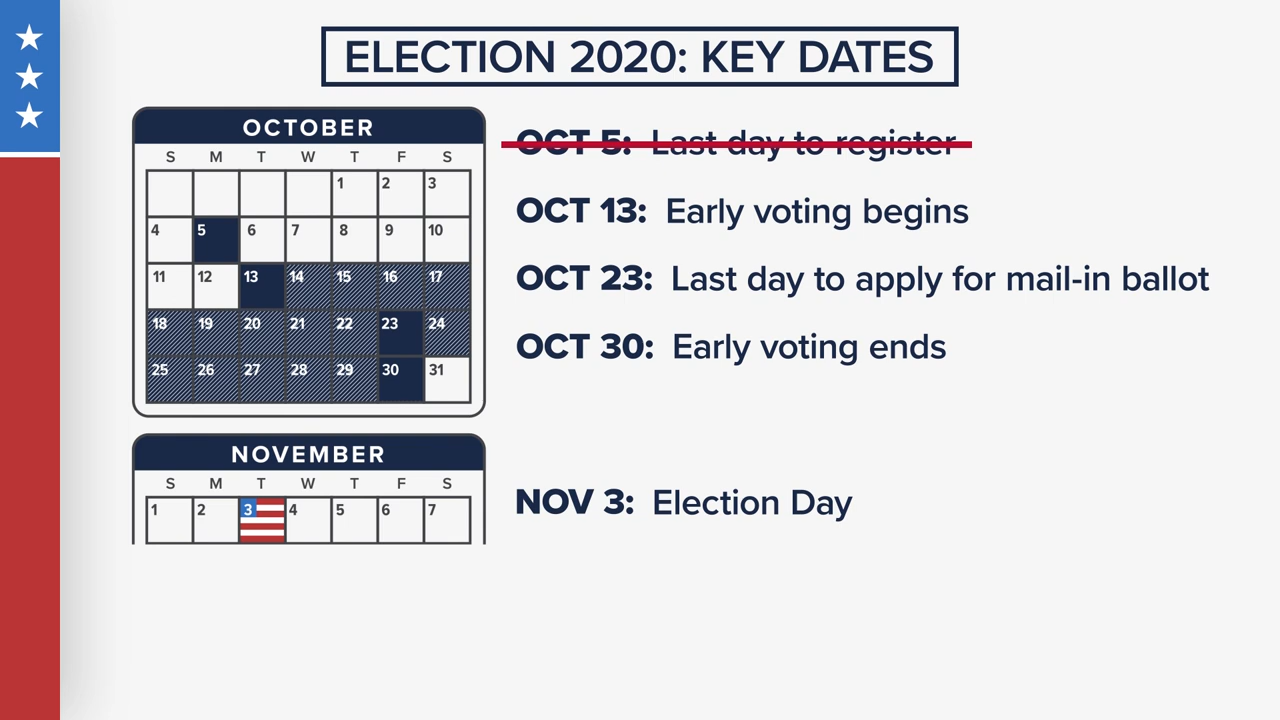 ELECTION 2020: KEY DATES
OCTOBER
S M T W T F S
1 2 3
4 5 6 7 8 9 10
11 12 13 14 15 16 17
18 19 20 21 22 23 24
25 26 27 28 29 30 31
OCT 5: Last day to register
OCT 13: Early voting begins
OCT 23: Last day to apply for mail-in ballot
OCT 30: Early voting ends
NOVEMBER
S M T W T F S
1 2 3 4 5 6 7
NOV 3: Election Day